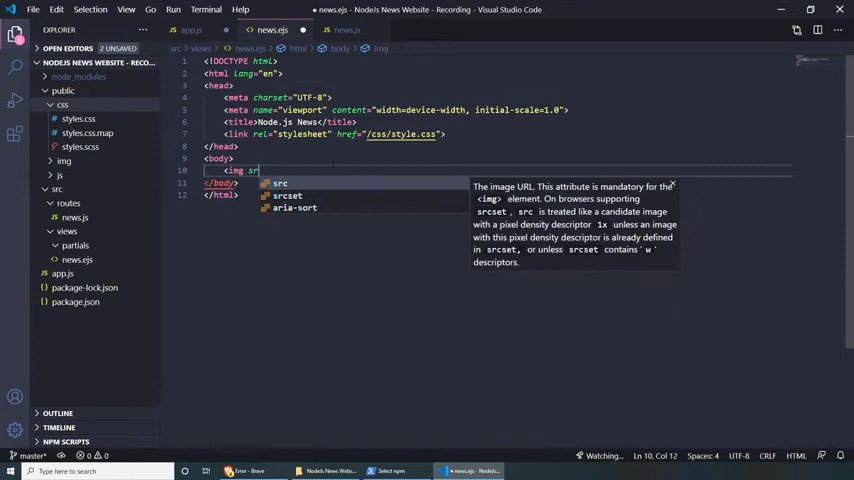 File Edit Selection View Go Run Terminal Help ● news.ejs - NodeJs News Website - Recording - Visual Studio Code
EXPLORER ··· app.js ● news.ejs ● news.js
OPEN EDITORS 2 UNSAVED src > views > news.ejs > html > body > img
NODEJS NEWS WEBSITE - RECO...
node_modules
public
css
styles.css
styles.css.map
styles.scss
img
js
src
routes
news.js
views
partials
news.ejs
app.js
package-lock.json
package.json
OUTLINE
TIMELINE
NPM SCRIPTS
1 <!DOCTYPE html>
2 <html lang="en">
3 <head>
4 <meta charset="UTF-8">
5 <meta name="viewport" content="width=device-width, initial-scale=1.0">
6 <title>Node.js News</title>
7 <link rel="stylesheet" href="/css/style.css">
8 </head>
9 <body>
10 <img sr
11 </body>
12 </html>
src
srcset
aria-sort
The image URL. This attribute is mandatory for the
<img> element. On browsers supporting
srcset, src is treated like a candidate image
with a pixel density descriptor 1x unless an image
with this pixel density descriptor is already defined
in srcset, or unless srcset contains ' w '
descriptors.
master* 0 0 Watching... Ln 10, Col 12 Spaces: 4 UTF-8 CRLF HTML
Type here to search Error - Brave NodeJs News Webs... Select npm ● news.ejs - NodeJs...